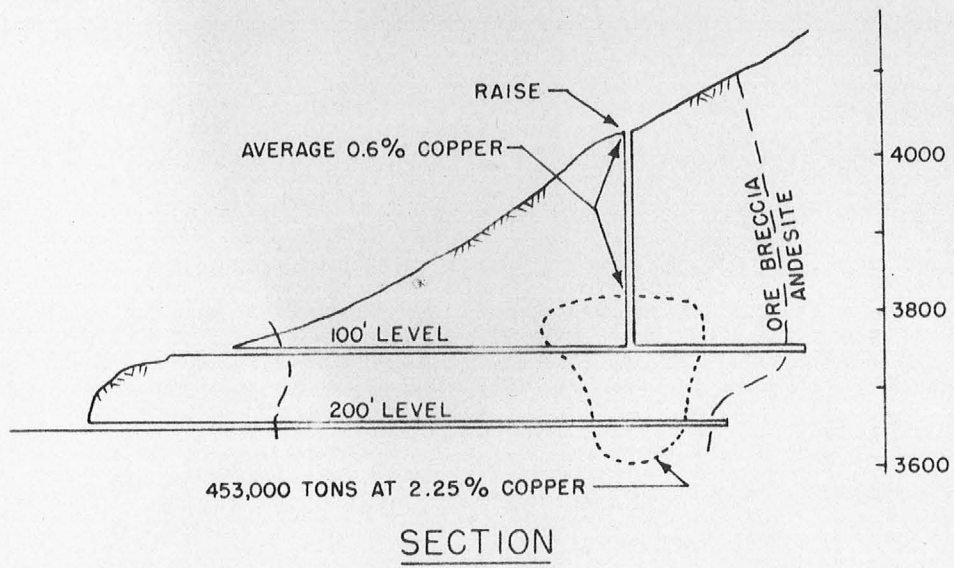 RAISE
AVERAGE 0.6% COPPER
4000
ORE BRECCIA
ANDESITE
3800
100' LEVEL
200' LEVEL
3600
453,000 TONS AT 2.25% COPPER
SECTION